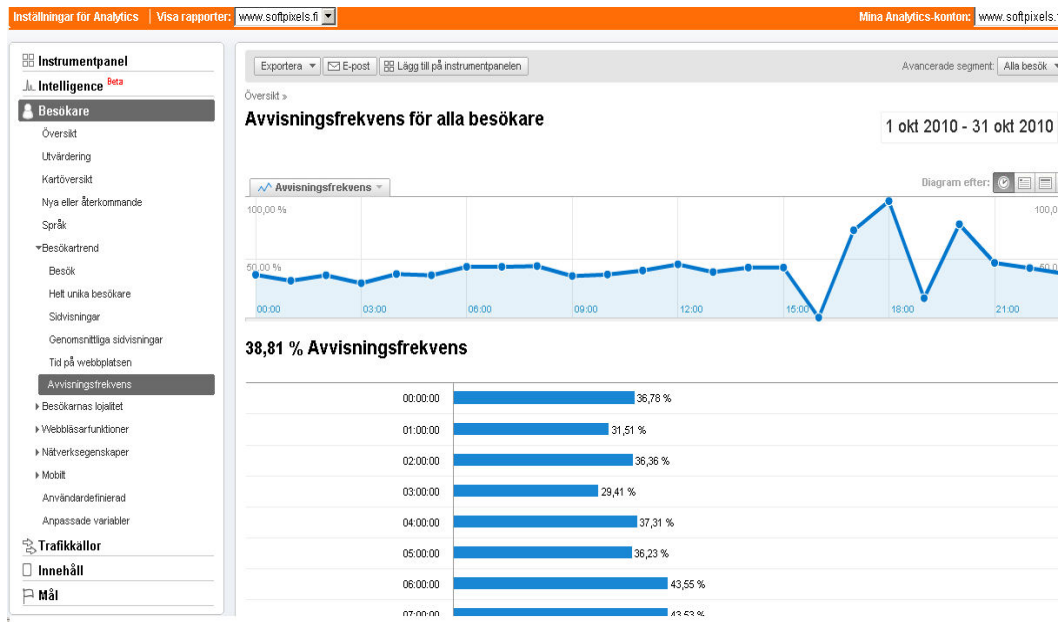 Inställningar för Analytics | Visa rapporter: www.softpixels.fi
Mina Analytics-konton: www.softpixels.
Instrumentpanel
Intelligence Beta
Besökare
Översikt
Utvärdering
Kartöversikt
Nya eller återkommande
Språk
Besökartrend
Besök
Helt unika besökare
Sidvisningar
Genomsnittliga sidvisningar
Tid på webbplatsen
Avvisningsfrekvens
Besökarnas lojalitet
Webbläsarfunktioner
Nätverksegenskaper
Mobilt
Användardefinierad
Anpassade variabler
Trafikkällor
Innehåll
Mål
Exportera E-post Lägg till på instrumentpanelen
Avancerade segment: Alla besök
Översikt »
Avvisningsfrekvens för alla besökare
1 okt 2010 - 31 okt 2010
Avvisningsfrekvens
Diagram efter:
100,00 % 100,0
50,00 % 50,0
00:00 03:00 06:00 09:00 12:00 15:00 18:00 21:00
38,81 % Avvisningsfrekvens
00:00:00 36,78 %
01:00:00 31,51 %
02:00:00 36,36 %
03:00:00 29,41 %
04:00:00 37,31 %
05:00:00 36,23 %
06:00:00 43,55 %
07:00:00 43,53 %